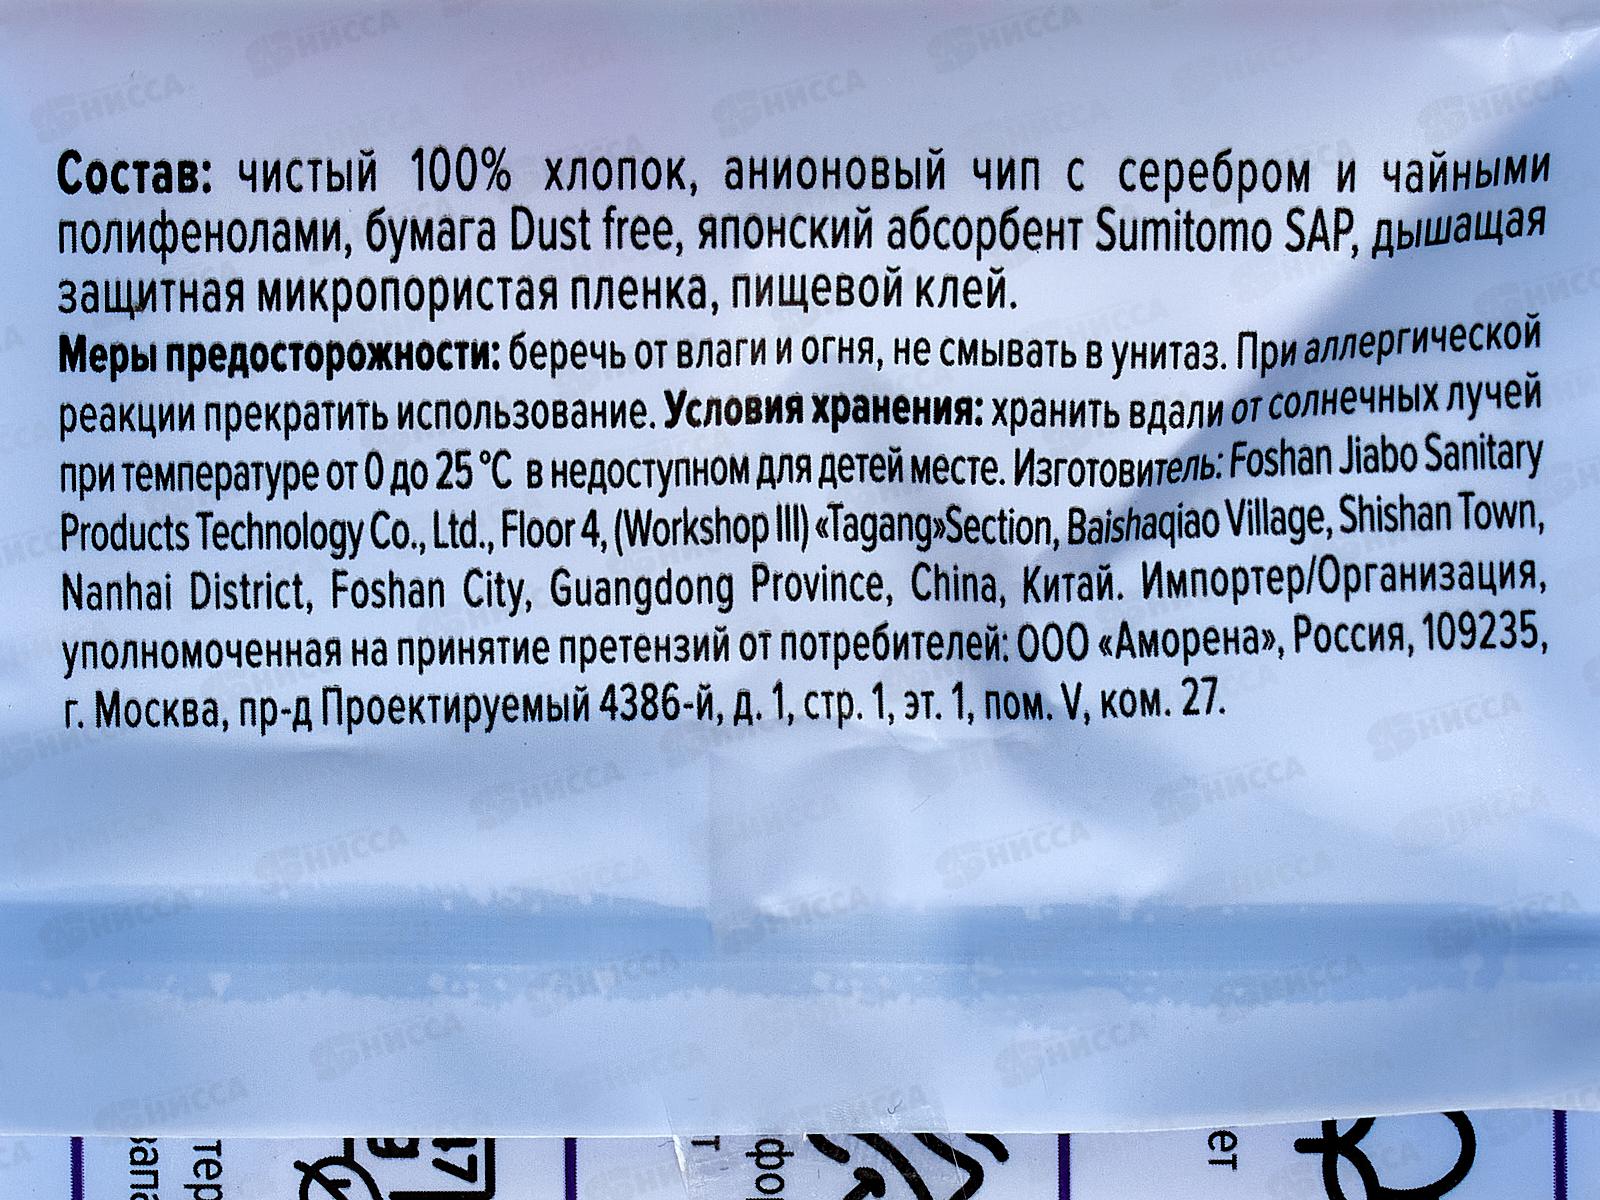 Состав: чистый 100% хлопок, анионовый чип с серебром и чайными
полифенолами, бумага Dust free, японский абсорбент Sumitomo SAP, дышащая
защитная микропористая пленка, пищевой клей.
Меры предосторожности: беречь от влаги и огня, не смывать в унитаз. При аллергической
реакции прекратить использование. Условия хранения: хранить вдали от солнечных лучей
при температуре от 0 до 25 °C в недоступном для детей месте. Изготовитель: Foshan Jiabo Sanitary
Products Technology Co., Ltd., Floor 4, (Workshop III) «Tagang»Section, Baishaqiao Village, Shishan Town,
Nanhai District, Foshan City, Guangdong Province, China, Китай. Импортер/Организация,
уполномоченная на принятие претензий от потребителей: ООО «Аморена», Россия, 109235,
г. Москва, пр-д Проектируемый 4386-й, д. 1, стр. 1, эт. 1, пом. V, ком. 27.